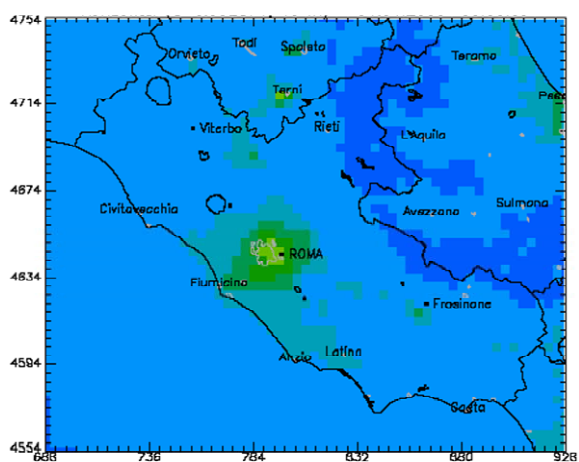 4754
Orvieto Todi Spoleto Teramo
4714
Terni
Viterbo Rieti L'Aquila
4674
Civitavecchia Avezzano Sulmona
ROMA
4634
Fiumicino Frosinone
4594
Anzio Latina
Gaeta
4554
688 736 784 832 880 928